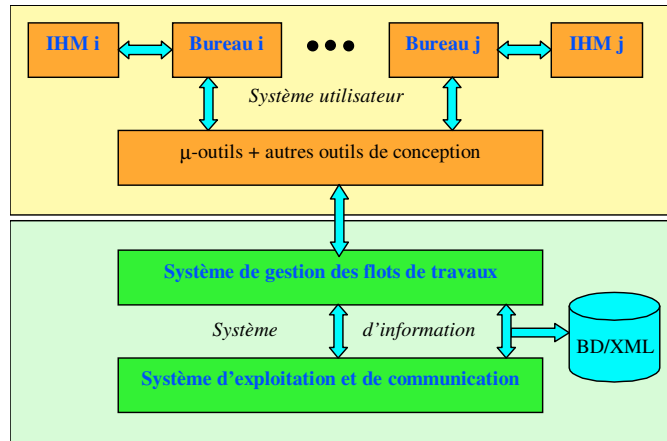 IHM i
Bureau i
Bureau j
IHM j
Système utilisateur
μ-outils + autres outils de conception
Système de gestion des flots de travaux
Système d'information
BD/XML
Système d'exploitation et de communication